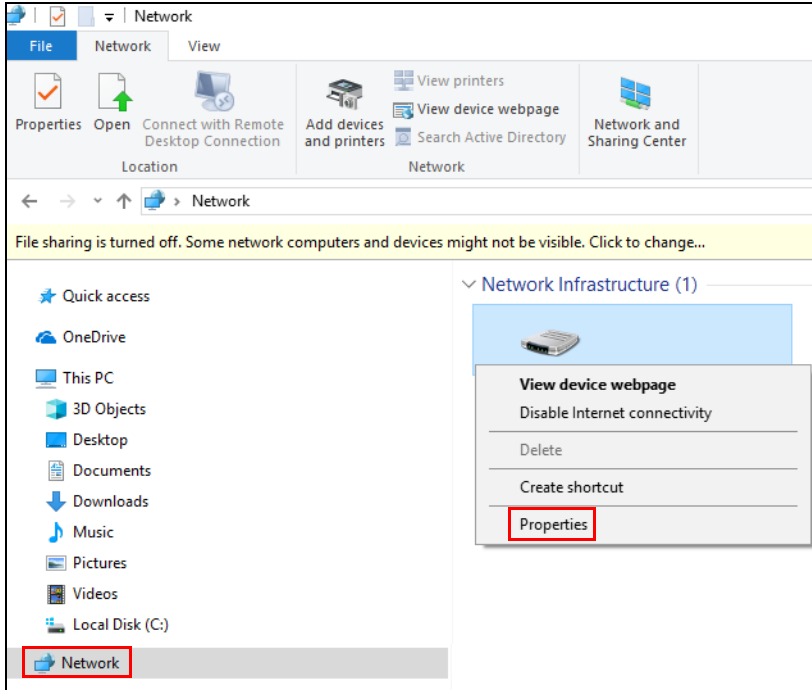 Network
File Network View
Properties Open Connect with Remote
Desktop Connection
Add devices
and printers
View printers
View device webpage
Search Active Directory
Network and
Sharing Center
Location Network
Network
File sharing is turned off. Some network computers and devices might not be visible. Click to change...
Quick access
OneDrive
This PC
3D Objects
Desktop
Documents
Downloads
Music
Pictures
Videos
Local Disk (C:)
Network
Network Infrastructure (1)
View device webpage
Disable Internet connectivity
Delete
Create shortcut
Properties